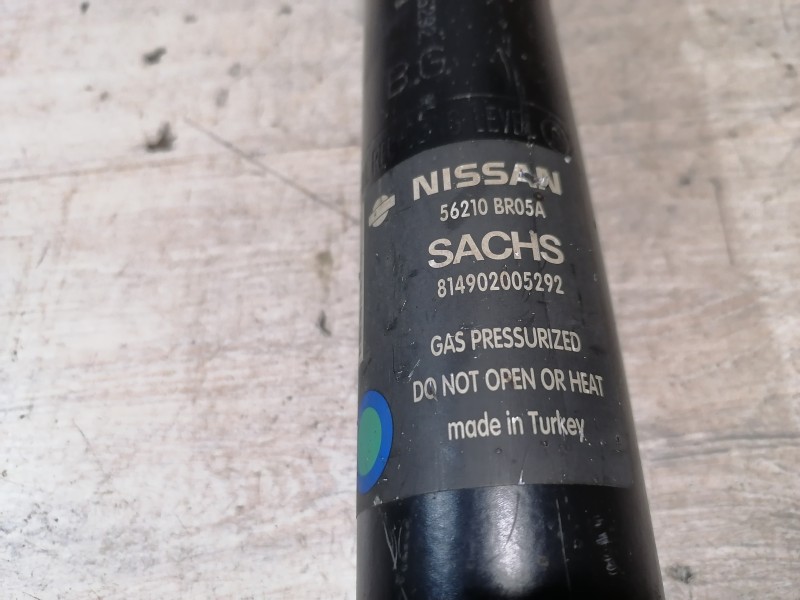 B.G.
NISSAN
56210 BR05A
SACHS
814902005292
GAS PRESSURIZED
DO NOT OPEN OR HEAT
made in Turkey